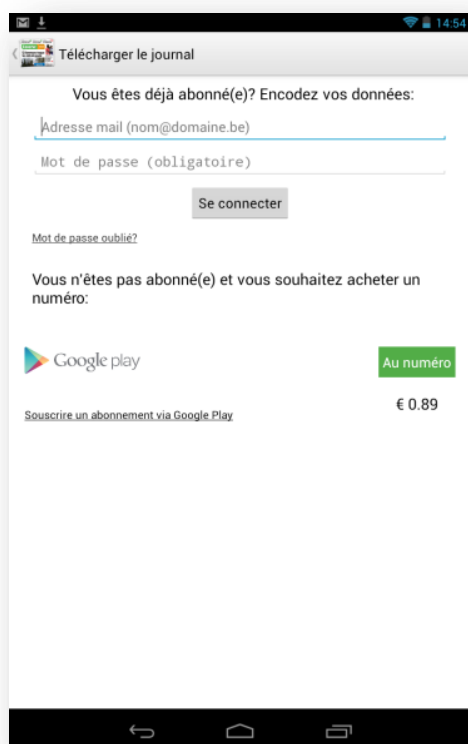 14:54
Télécharger le journal
Vous êtes déjà abonné(e)? Encodez vos données:
Adresse mail (nom@domaine.be)
Mot de passe (obligatoire)
Se connecter
Mot de passe oublié?
Vous n'êtes pas abonné(e) et vous souhaitez acheter un
numéro:
Google play
Au numéro
€ 0.89
Souscrire un abonnement via Google Play